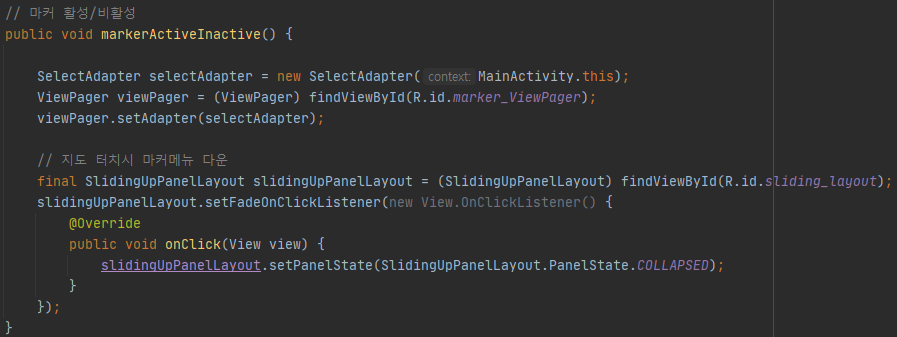 // 마커 활성/비활성
public void markerActiveInactive() {
SelectAdapter selectAdapter = new SelectAdapter( context: MainActivity.this);
ViewPager viewPager = (ViewPager) findViewById(R.id.marker_ViewPager);
viewPager.setAdapter(selectAdapter);
// 지도 터치시 마커메뉴 다운
final SlidingUpPanelLayout slidingUpPanelLayout = (SlidingUpPanelLayout) findViewById(R.id.sliding_layout);
slidingUpPanelLayout.setFadeOnClickListener(new View.OnClickListener() {
@Override
public void onClick(View view) {
slidingUpPanelLayout.setPanelState(SlidingUpPanelLayout.PanelState.COLLAPSED);
}
});
}